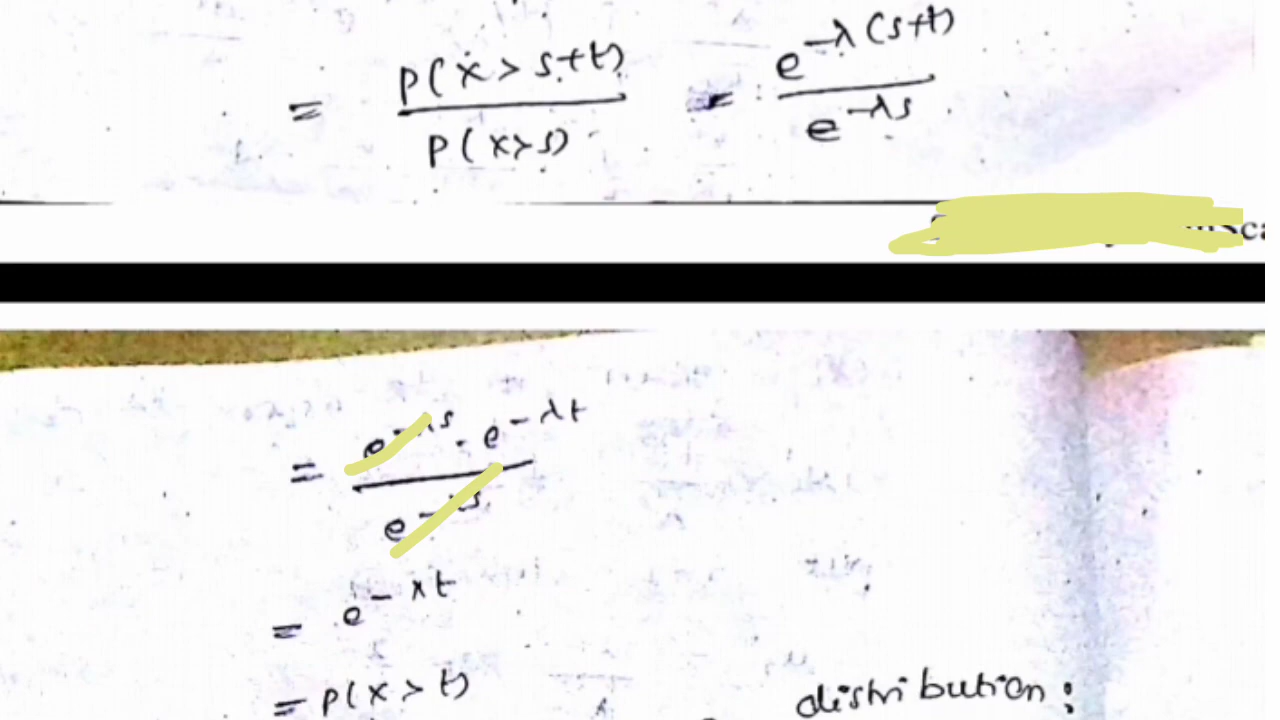 = P(x > s+t) / P(x>s) = e^{-λ(s+t)} / e^{-λs}
= e^{-λs} . e^{-λt} / e^{-λs}
= e^{-λt}
= P(x > t)
distribution :